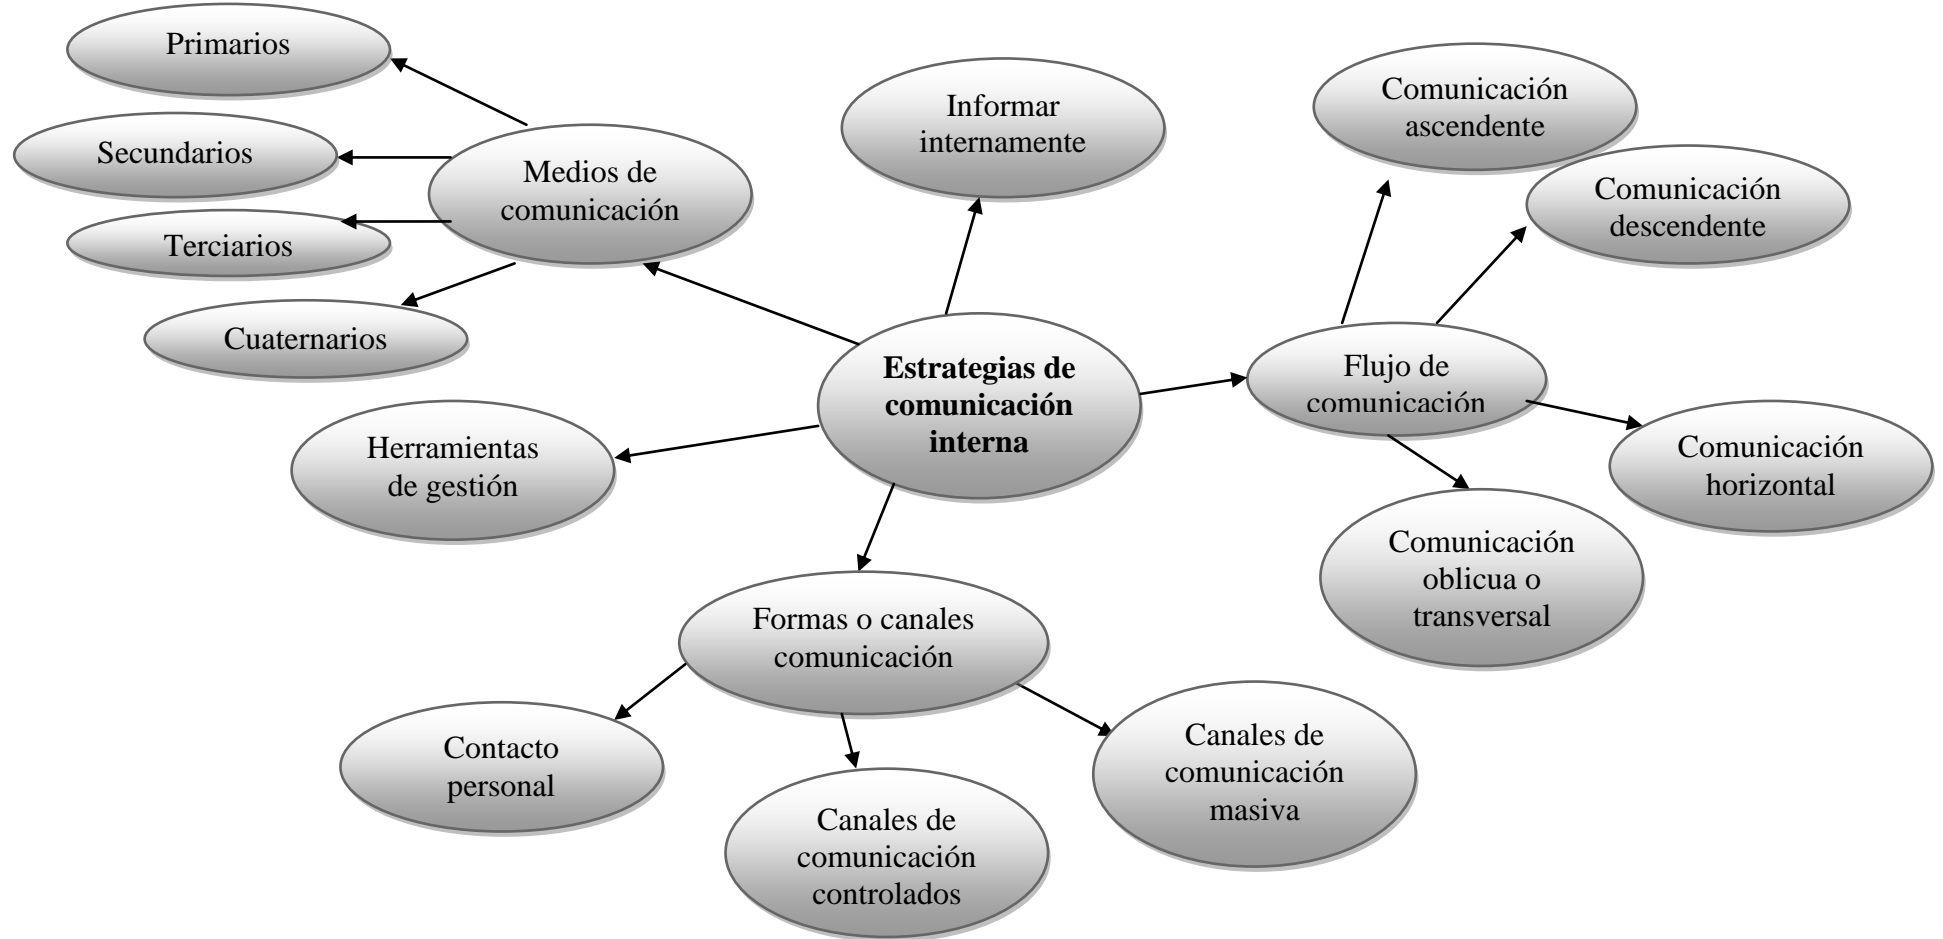 Primarios
Secundarios
Terciarios
Cuaternarios
Medios de
comunicación
Informar
internamente
Comunicación
ascendente
Comunicación
descendente
Estrategias de
comunicación
interna
Flujo de
comunicación
Comunicación
horizontal
Comunicación
oblicua o
transversal
Herramientas
de gestión
Formas o canales
comunicación
Contacto
personal
Canales de
comunicación
controlados
Canales de
comunicación
masiva